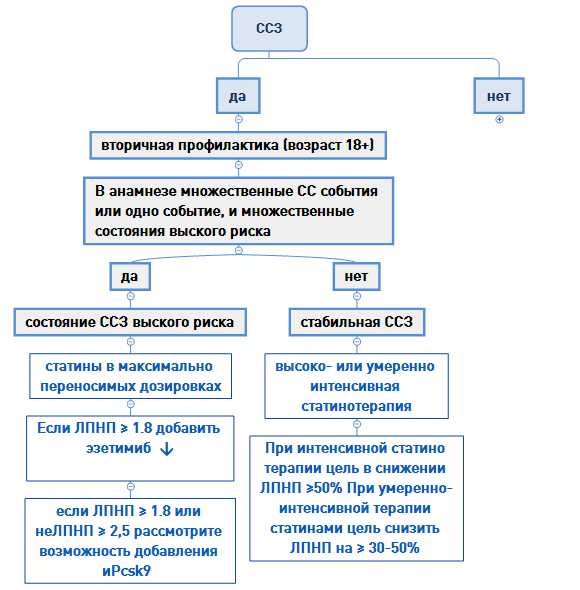 ССЗ
да
нет
вторичная профилактика (возраст 18+)
В анамнезе множественные СС события
или одно событие, и множественные
состояния выского риска
да
нет
состояние ССЗ выского риска
стабильная ССЗ
статины в максимально
переносимых дозировках
высоко- или умеренно
интенсивная
статинотерапия
Если ЛПНП ≥ 1.8 добавить
эзетимиб ↓
При интенсивной статино
терапии цель в снижении
ЛПНП ≥50% При умеренно-
интенсивной терапии
статинами цель снизить
ЛПНП на ≥ 30-50%
если ЛПНП ≥ 1.8 или
неЛПНП ≥ 2,5 рассмотрите
возможность добавления
иPcsk9